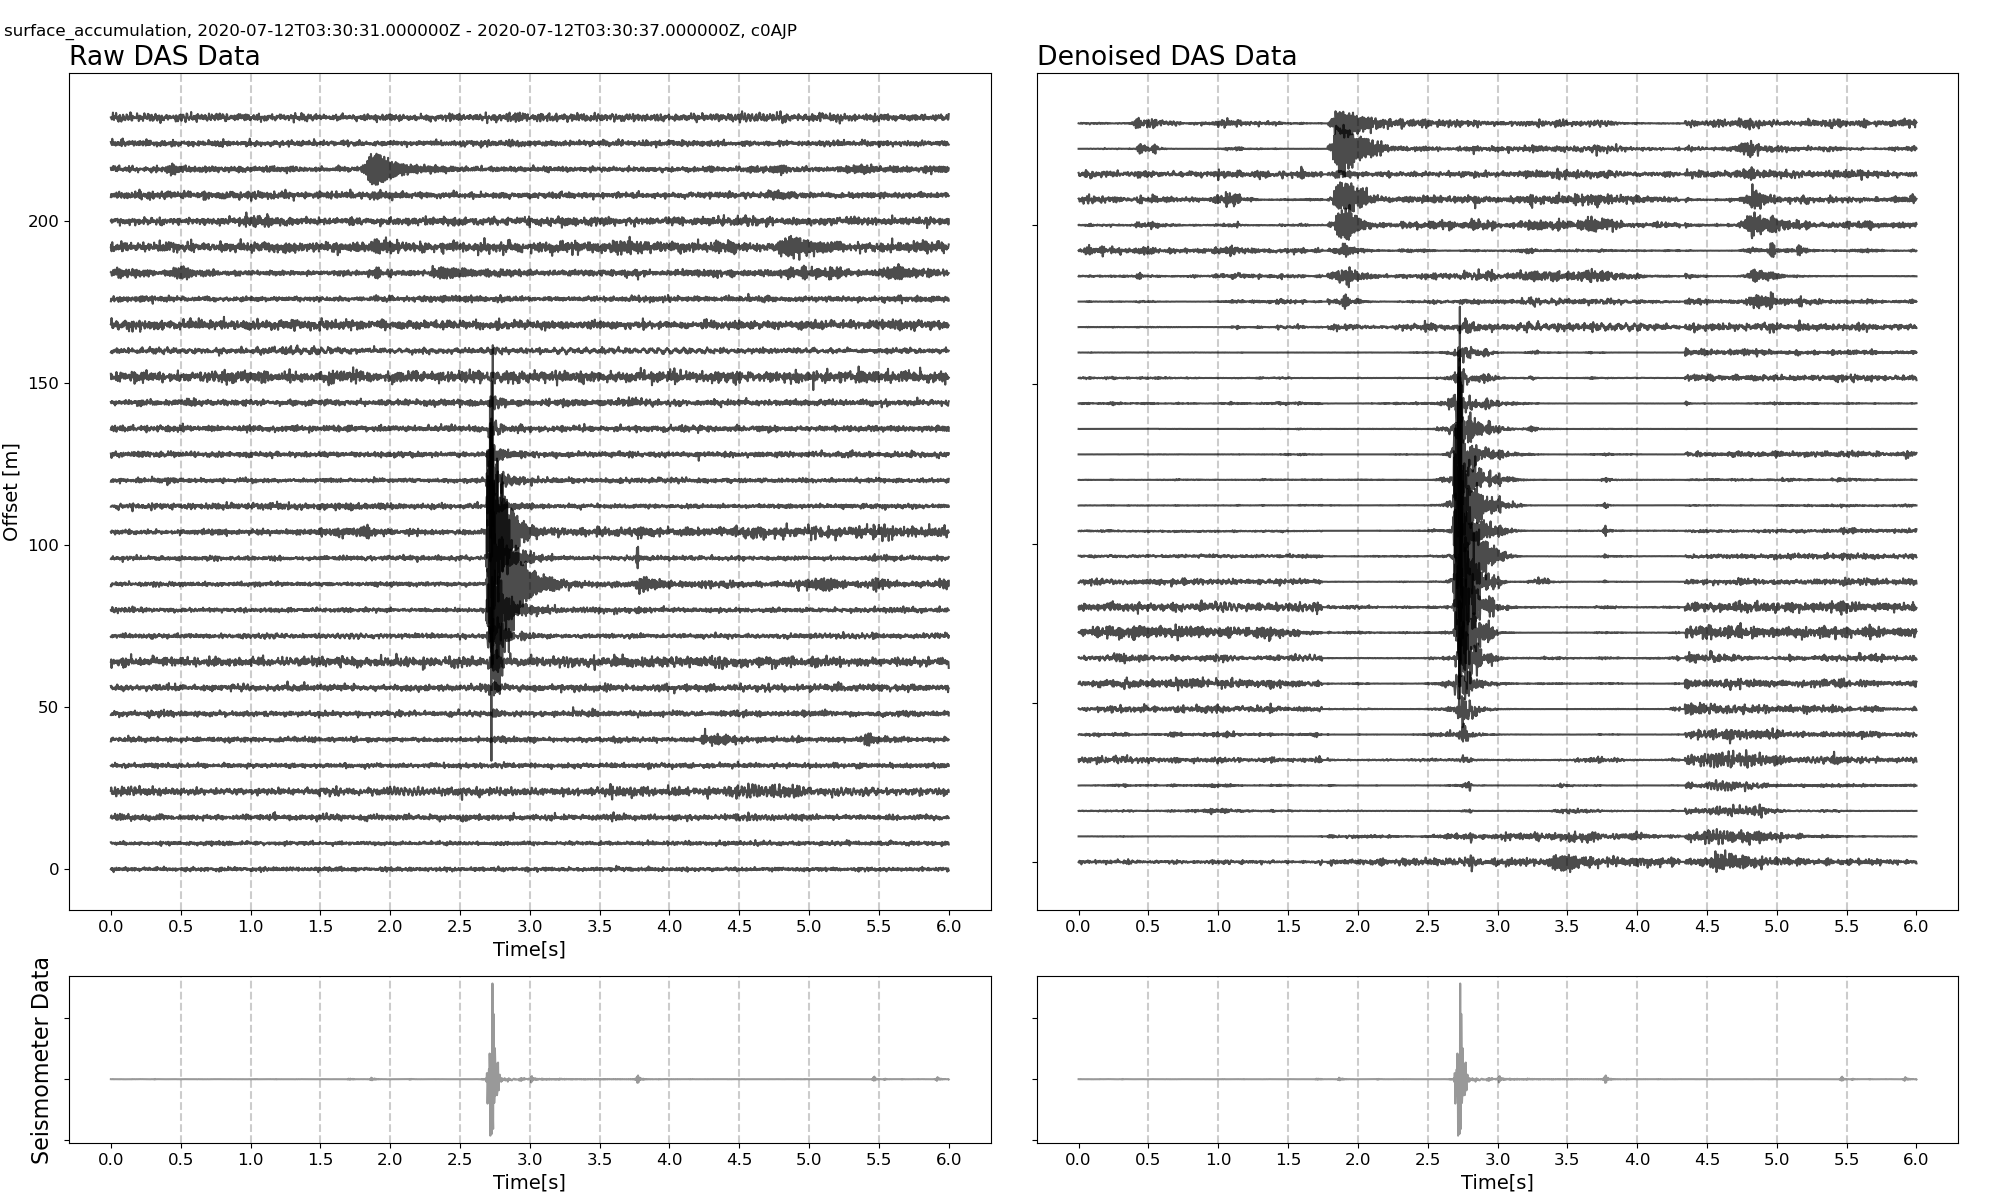 surface_accumulation, 2020-07-12T03:30:31.000000Z - 2020-07-12T03:30:37.000000Z, c0AJP
Raw DAS Data
Denoised DAS Data
Offset [m]
200
150
100
50
0
0.0 0.5 1.0 1.5 2.0 2.5 3.0 3.5 4.0 4.5 5.0 5.5 6.0
Time[s]
0.0 0.5 1.0 1.5 2.0 2.5 3.0 3.5 4.0 4.5 5.0 5.5 6.0
Seismometer Data
0.0 0.5 1.0 1.5 2.0 2.5 3.0 3.5 4.0 4.5 5.0 5.5 6.0
Time[s]
0.0 0.5 1.0 1.5 2.0 2.5 3.0 3.5 4.0 4.5 5.0 5.5 6.0
Time[s]